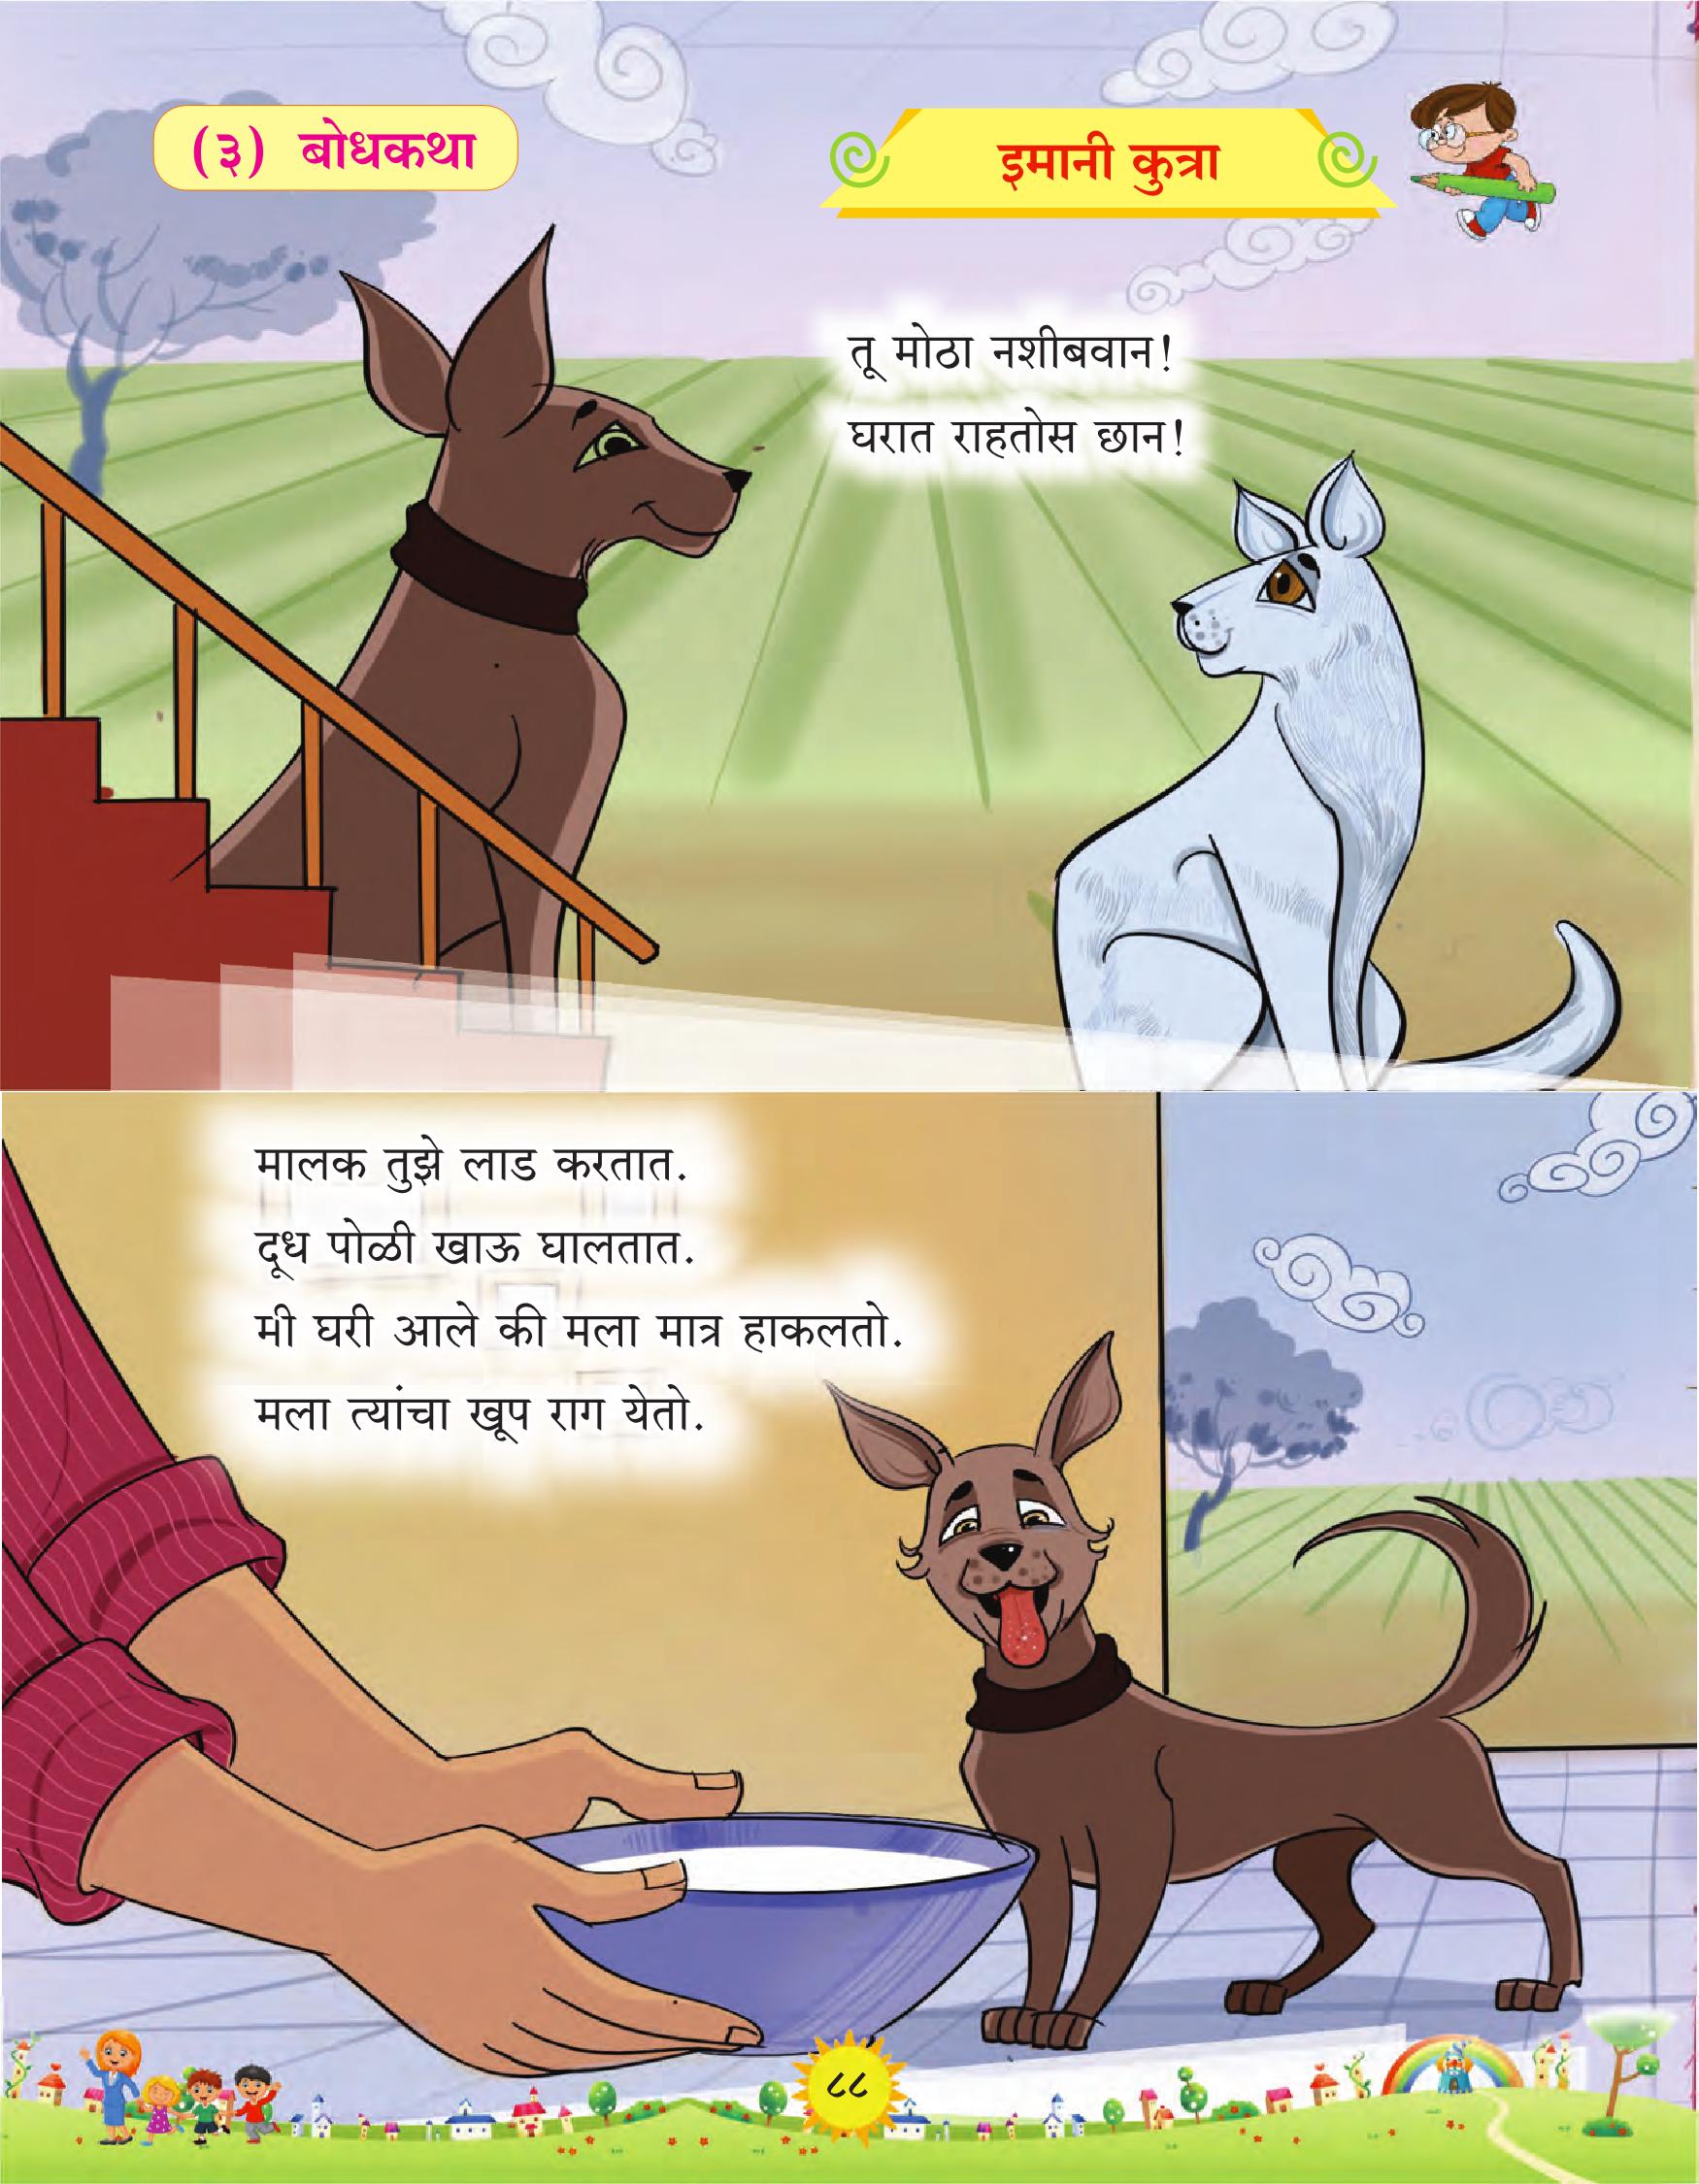 (३) बोधकथा
इमानी कुत्रा
तू मोठा नशीबवान!
घरात राहतोस छान!
मालक तुझे लाड करतात.
दूध पोळी खाऊ घालतात.
मी घरी आले की मला मात्र हाकलतो.
मला त्यांचा खूप राग येतो.
८८